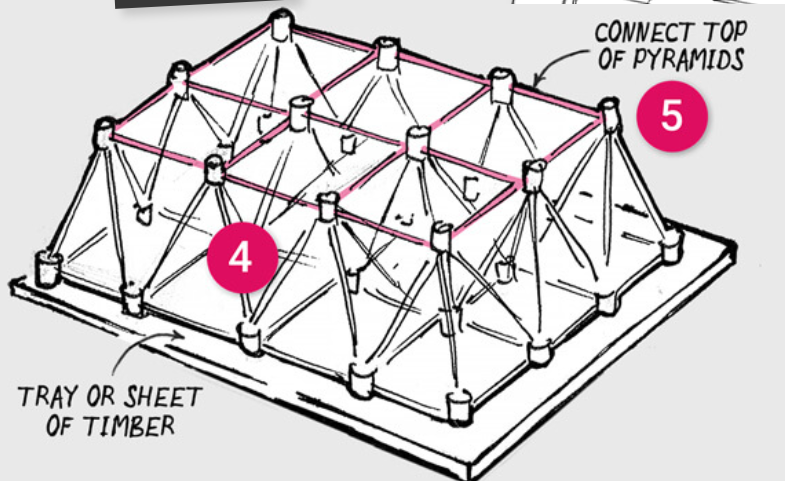 CONNECT TOP
OF PYRAMIDS
5
4
TRAY OR SHEET
OF TIMBER